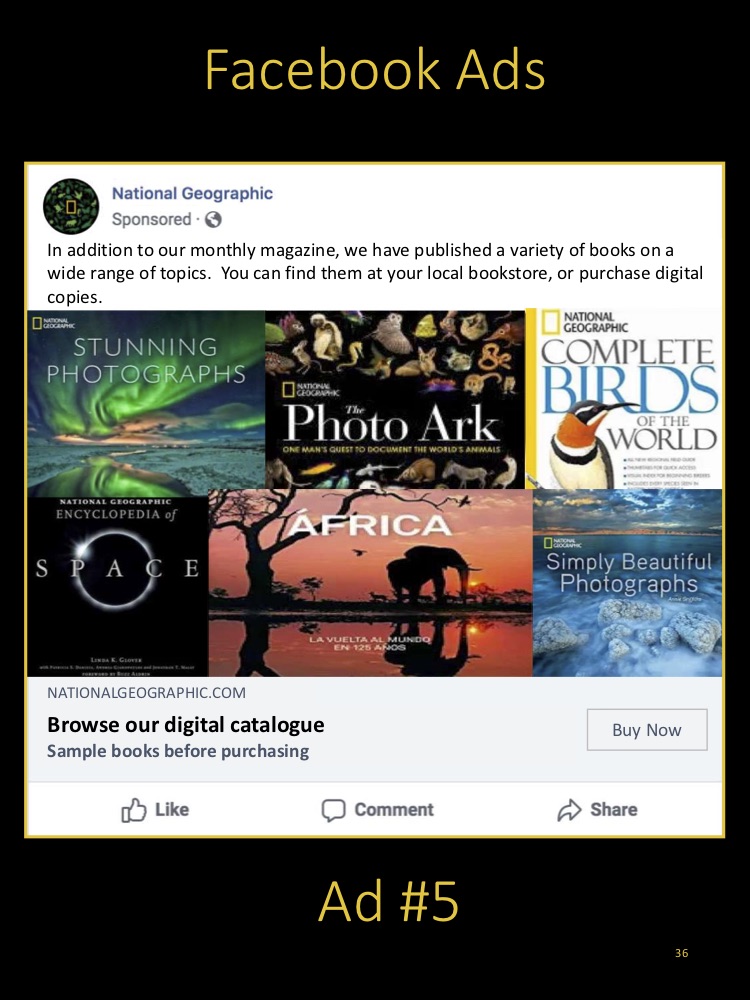 Facebook Ads
National Geographic
Sponsored ·
In addition to our monthly magazine, we have published a variety of books on a
wide range of topics.  You can find them at your local bookstore, or purchase digital
copies.
NATIONAL
GEOGRAPHIC
STUNNING
PHOTOGRAPHS
NATIONAL
GEOGRAPHIC
The
Photo Ark
ONE MAN'S QUEST TO DOCUMENT THE WORLD'S ANIMALS
NATIONAL
GEOGRAPHIC
COMPLETE
BIRDS
OF THE
WORLD
NATIONAL GEOGRAPHIC
ENCYCLOPEDIA of
SPACE
LINDA K. GLOVER
ÁFRICA
LA VUELTA AL MUNDO
EN 125 AÑOS
NATIONAL
GEOGRAPHIC
Simply Beautiful
Photographs
NATIONALGEOGRAPHIC.COM
Browse our digital catalogue
Sample books before purchasing
Buy Now
Like
Comment
Share
Ad #5
36